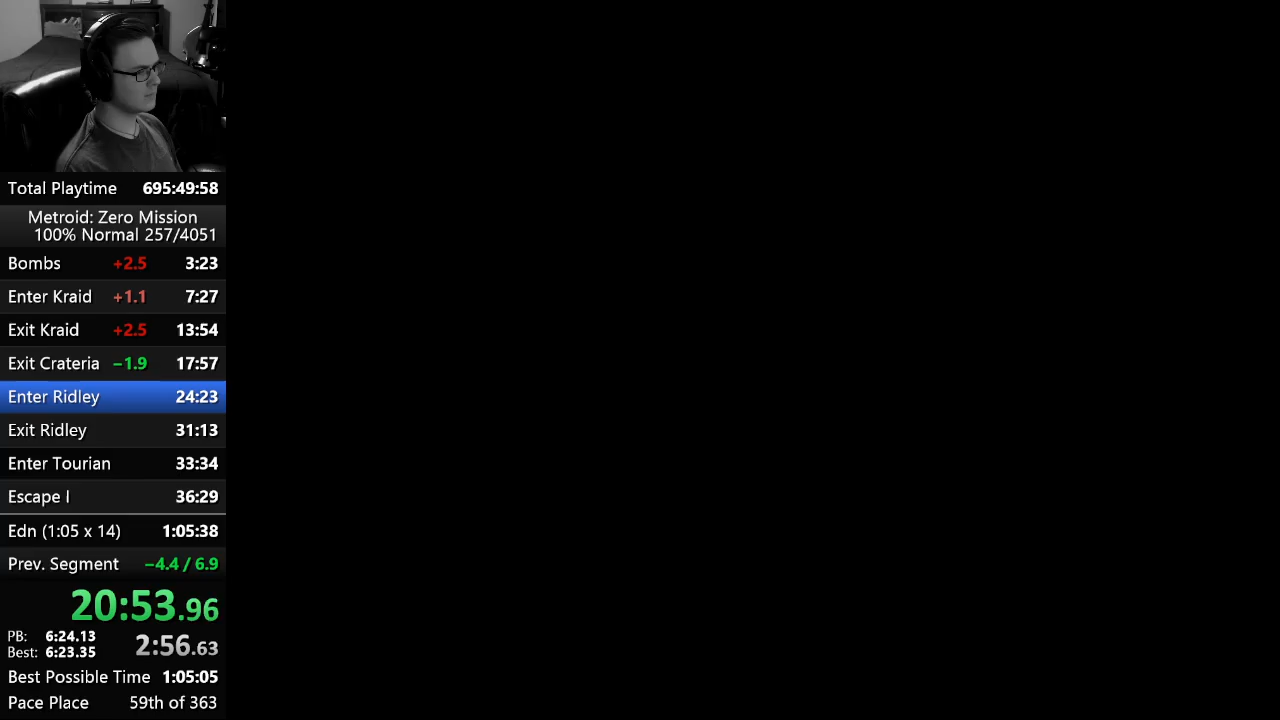 Total Playtime 695:49:58
Metroid: Zero Mission
100% Normal 257/4051
Bombs +2.5 3:23
Enter Kraid +1.1 7:27
Exit Kraid +2.5 13:54
Exit Crateria −1.9 17:57
Enter Ridley 24:23
Exit Ridley 31:13
Enter Tourian 33:34
Escape I 36:29
Edn (1:05 x 14) 1:05:38
Prev. Segment −4.4 / 6.9
20:53.96
PB: 6:24.13
Best: 6:23.35
2:56.63
Best Possible Time 1:05:05
Pace Place 59th of 363